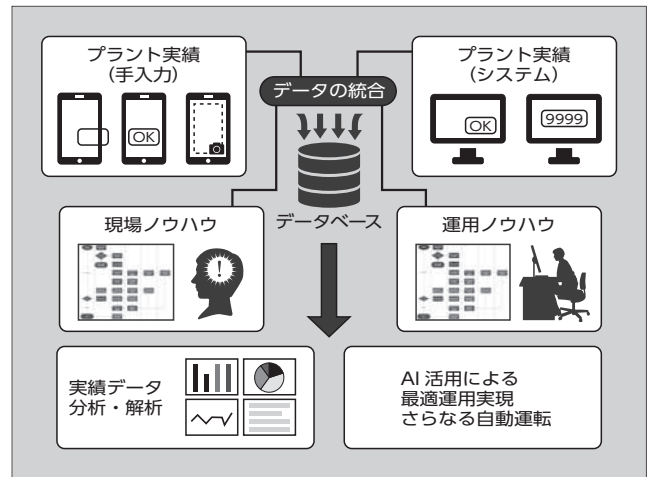 プラント実績
(手入力)
OK
データの統合
プラント実績
(システム)
OK
9999
現場ノウハウ
データベース
運用ノウハウ
実績データ
分析・解析
AI 活用による
最適運用実現
さらなる自動運転